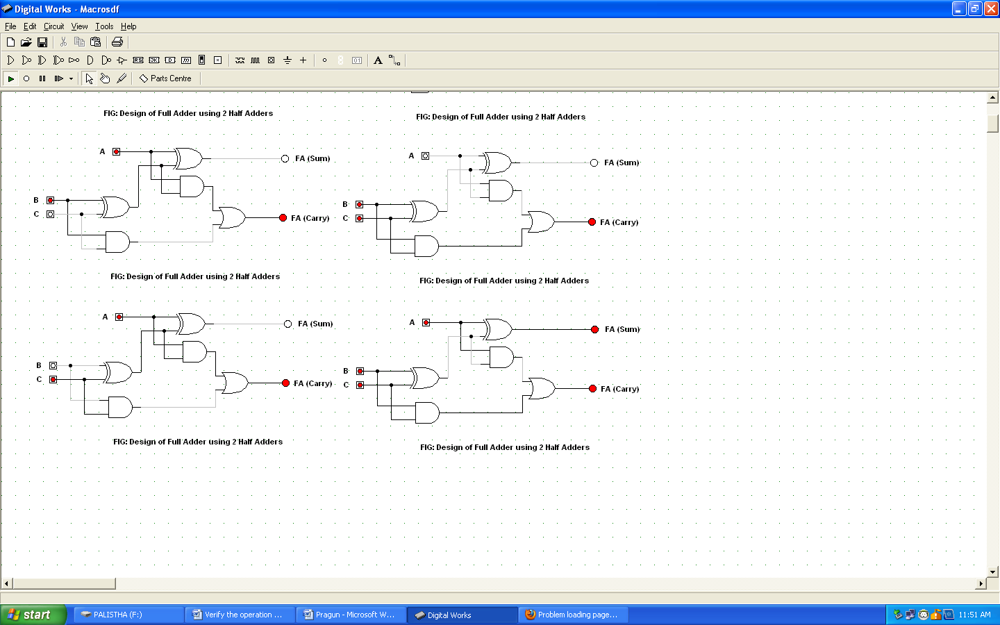 Digital Works - Macrosdf
File Edit Circuit View Tools Help
RS JK D m
01 A
Parts Centre
FIG: Design of Full Adder using 2 Half Adders
FIG: Design of Full Adder using 2 Half Adders
A FA (Sum)
B
C FA (Carry)
A FA (Sum)
B
C FA (Carry)
FIG: Design of Full Adder using 2 Half Adders
FIG: Design of Full Adder using 2 Half Adders
A FA (Sum)
B
C FA (Carry)
A FA (Sum)
B
C FA (Carry)
FIG: Design of Full Adder using 2 Half Adders
FIG: Design of Full Adder using 2 Half Adders
start PALISTHA (F:) Verify the operation ... Pragun - Microsoft W... Digital Works Problem loading page... 11:51 AM